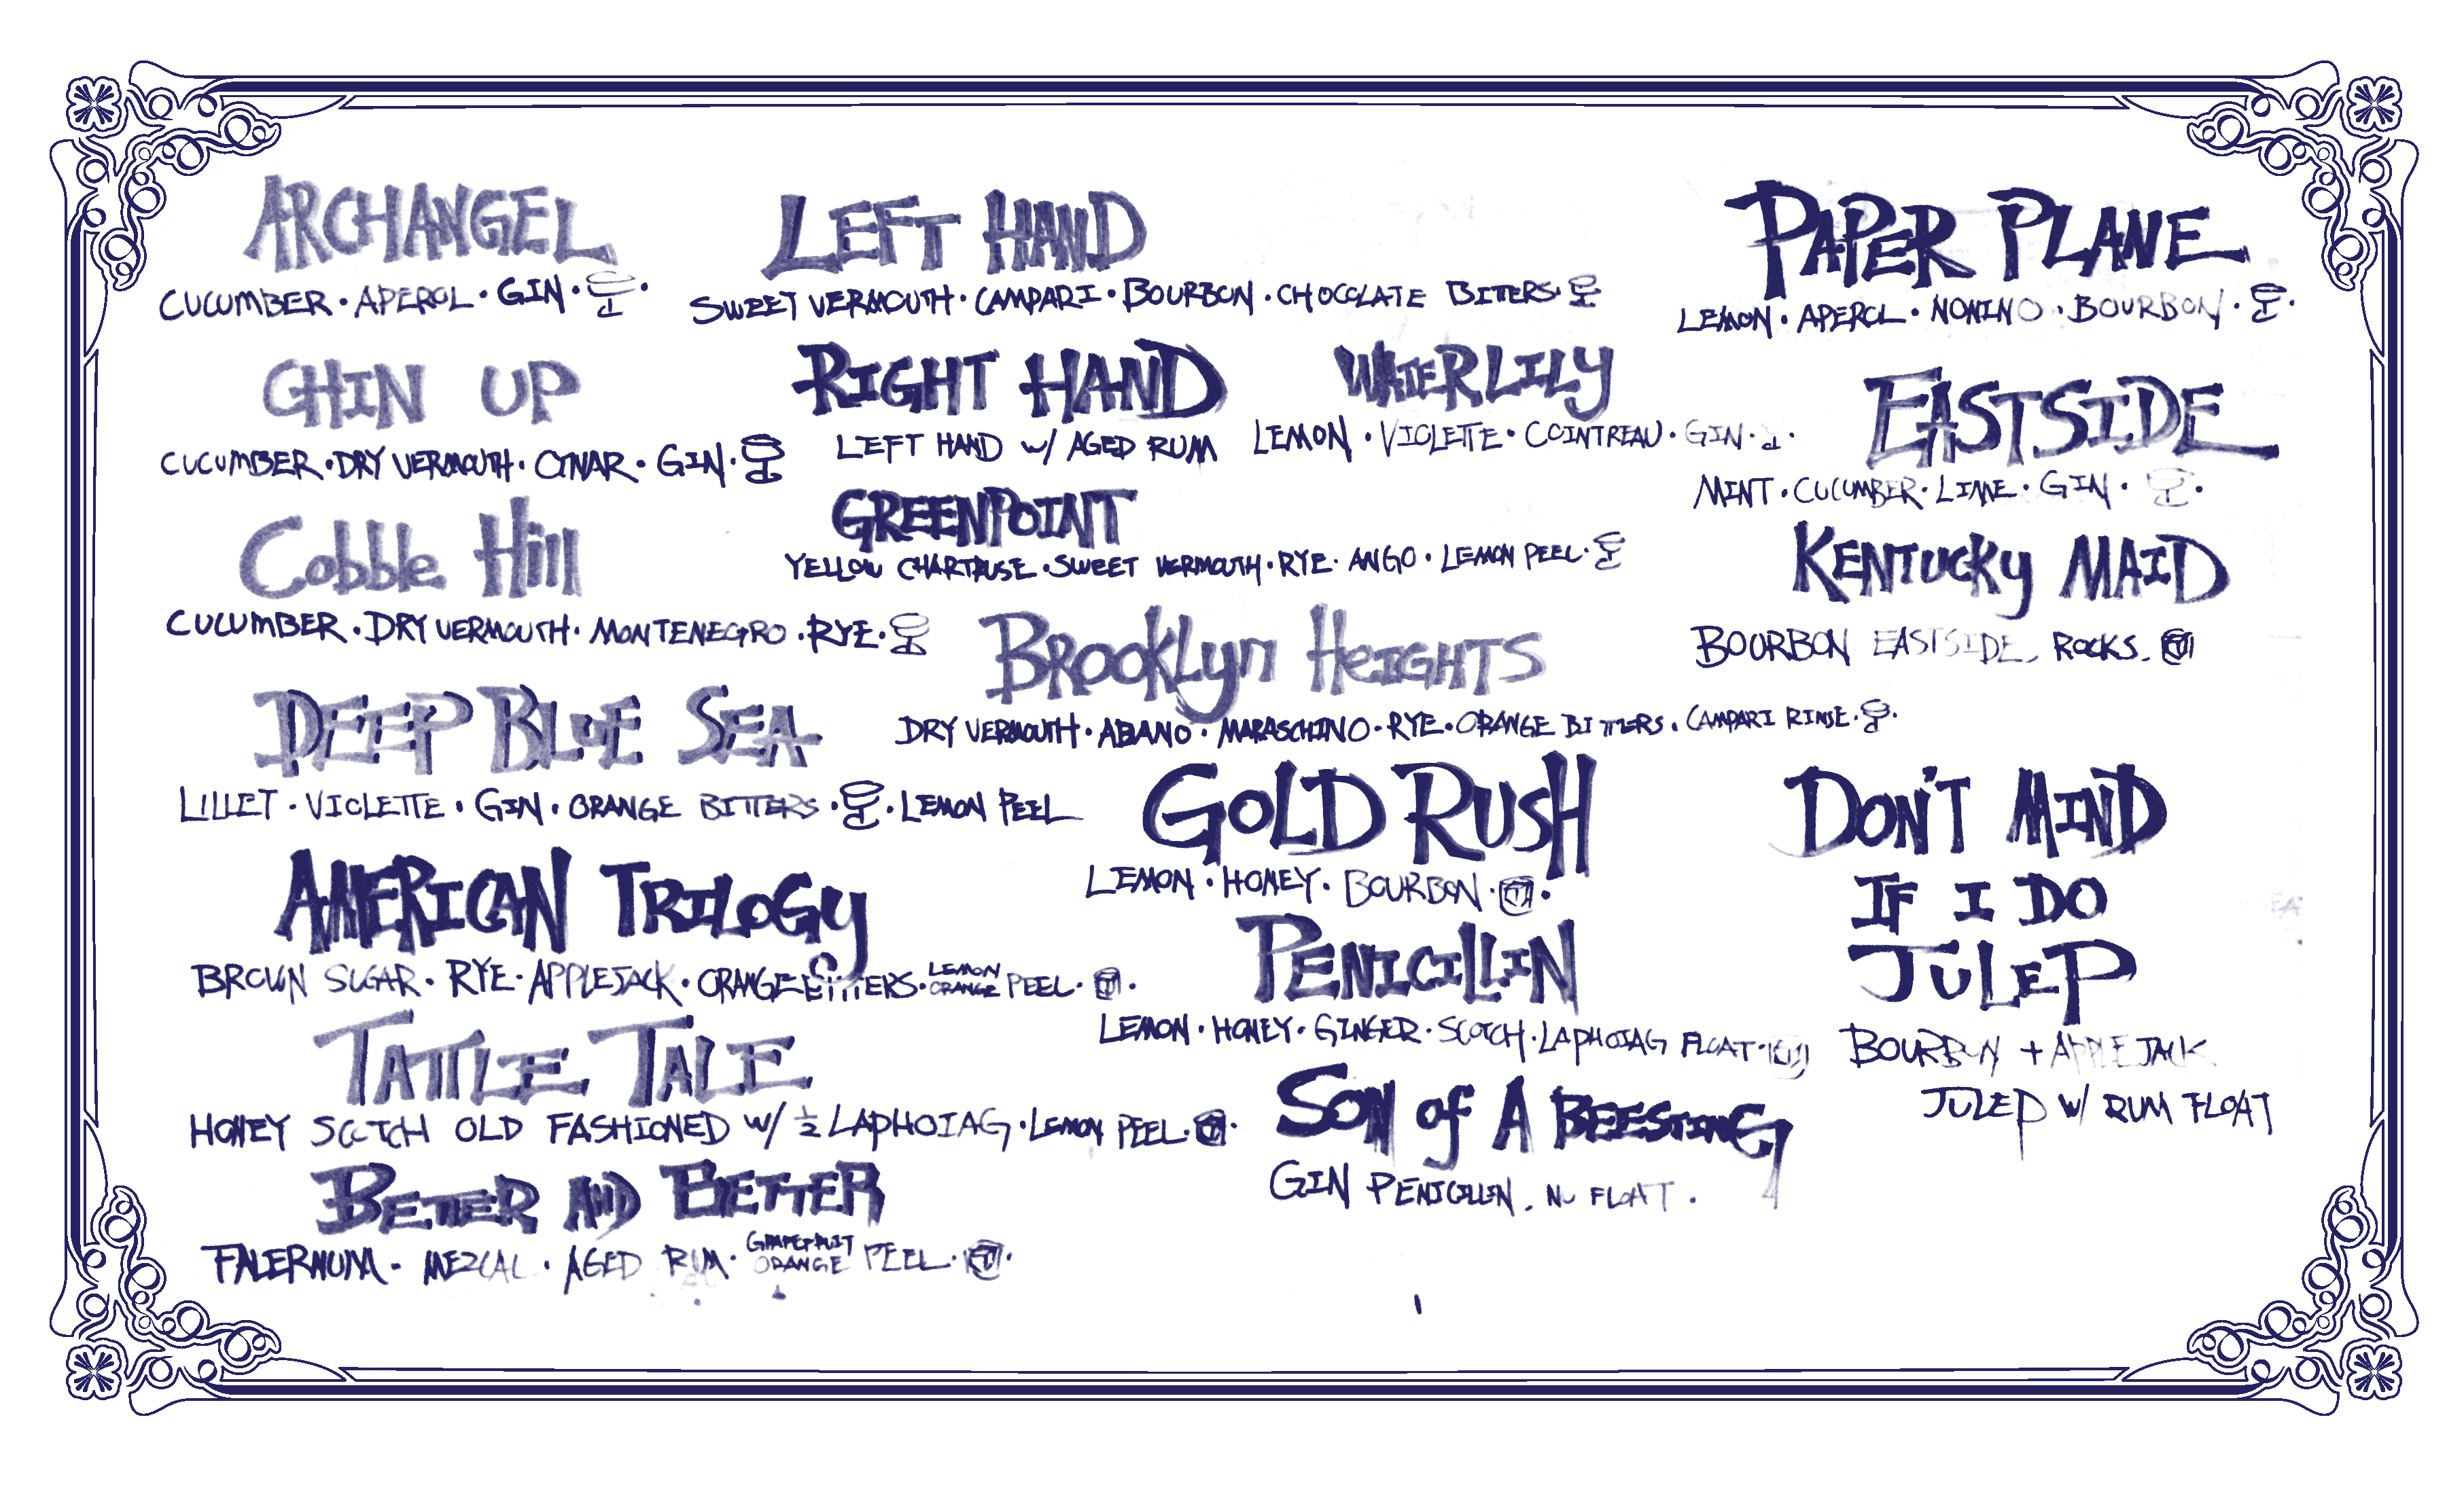 ARCHANGEL
CUCUMBER · APEROL · GIN ·
CHIN UP
CUCUMBER · DRY VERMOUTH · CYNAR · GIN ·
Cobble Hill
CUCUMBER · DRY VERMOUTH · MONTENEGRO · RYE ·
DEEP BLUE SEA
LILLET · VIOLETTE · GIN · ORANGE BITTERS · LEMON PEEL
AMERICAN TRILOGY
BROWN SUGAR · RYE · APPLEJACK · ORANGE BITTERS · LEMON ORANGE PEEL ·
TATTLE TALE
HONEY SCOTCH OLD FASHIONED W/ ½ LAPHOIAG · LEMON PEEL ·
BETTER AND BETTER
FALERNUM · MEZCAL · AGED RUM · GRAPEFRUIT ORANGE PEEL ·
LEFT HAND
SWEET VERMOUTH · CAMPARI · BOURBON · CHOCOLATE BITTERS ·
RIGHT HAND
LEFT HAND W/ AGED RUM
WATERLILY
LEMON · VIOLETTE · COINTREAU · GIN ·
GREENPOINT
YELLOW CHARTRUSE · SWEET VERMOUTH · RYE · ANGO · LEMON PEEL ·
BROOKLyn HEIGHTS
DRY VERMOUTH · ABANO · MARASCHINO · RYE · ORANGE BITTERS · CAMPARI RINSE ·
GOLD RUSH
LEMON · HONEY · BOURBON ·
PENICILLIN
LEMON · HONEY · GINGER · SCOTCH · LAPHOIAG FLOAT ·
SON of A BEESTING
GIN PENICILLIN. NO FLOAT.
PAPER PLANE
LEMON · APEROL · NONINO · BOURBON ·
EASTSIDE
MINT · CUCUMBER · LIME · GIN ·
KENTUCKY MAID
BOURBON EASTSIDE. ROCKS.
DON'T MIND
IF I DO
JULEP
BOURBON + APPLEJACK
JULEP W/ RUM FLOAT